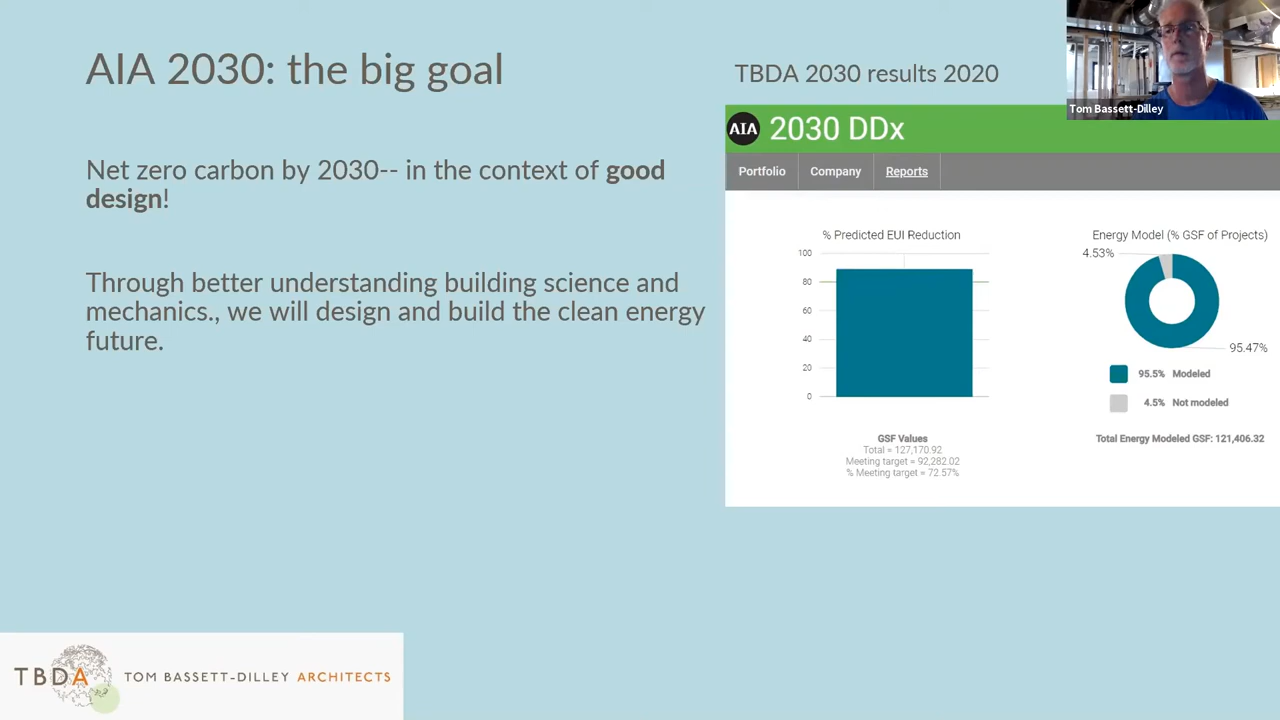 AIA 2030: the big goal
Net zero carbon by 2030-- in the context of good
design!
Through better understanding building science and
mechanics., we will design and build the clean energy
future.
TBDA 2030 results 2020
Tom Bassett-Dilley
AIA 2030 DDx
Portfolio Company Reports
% Predicted EUI Reduction
100
80
60
40
20
0
GSF Values
Total = 127,170.92
Meeting target = 92,282.02
% Meeting target = 72.57%
Energy Model (% GSF of Projects)
4.53%
95.47%
95.5% Modeled
4.5% Not modeled
Total Energy Modeled GSF: 121,406.32
TBDA TOM BASSETT-DILLEY ARCHITECTS